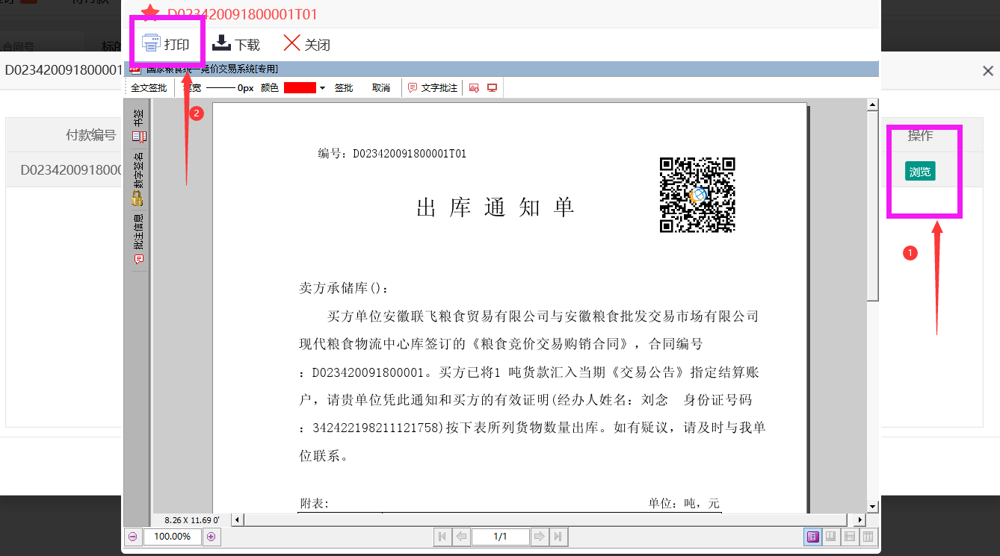 D023420091800001T01
打印
下载
关闭
国家粮食统一竞价交易系统[专用]
全文签批
笔宽
0px
颜色
签批
取消
文字批注
合同号
D023420091800001
付款编号
D0234200918000
操作
浏览
1
2
书签
数字签名
批注信息
编号：D023420091800001T01
出 库 通 知 单
卖方承储库()：
买方单位安徽联飞粮食贸易有限公司与安徽粮食批发交易市场有限公司
现代粮食物流中心库签订的《粮食竞价交易购销合同》，合同编号
：D023420091800001。买方已将1 吨货款汇入当期《交易公告》指定结算账
户，请贵单位凭此通知和买方的有效证明(经办人姓名：刘念 身份证号码
：342422198211121758)按下表所列货物数量出库。如有疑议，请及时与我单
位联系。
附表：
单位：吨，元
8.26 X 11.69 0'
100.00%
1/1